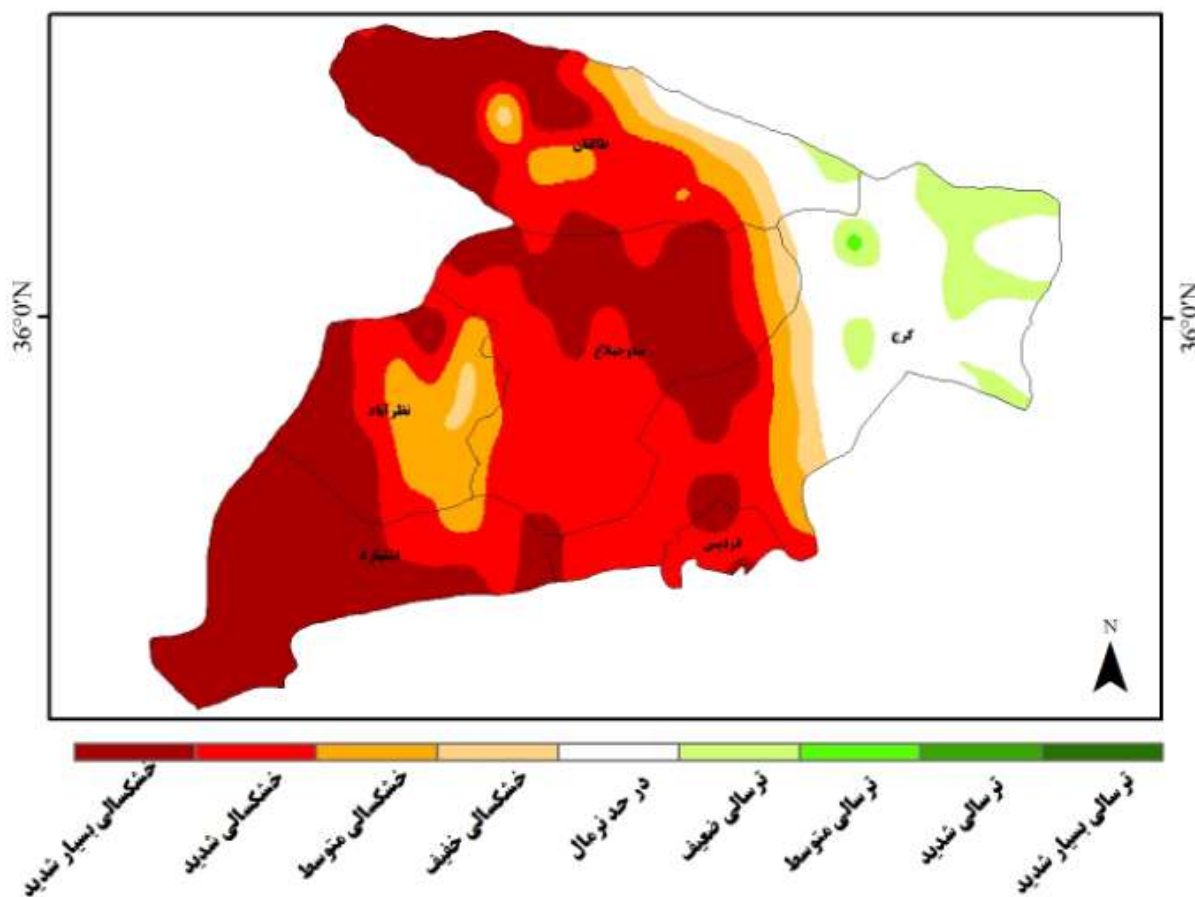 طالقان
36°0'N
36°0'N
کرج
ساوجبلاغ
نظرآباد
فردیس
اشتهارد
N
خشکسالی بسیار شدید
خشکسالی شدید
خشکسالی متوسط
خشکسالی خفیف
در حد نرمال
ترسالی ضعیف
ترسالی متوسط
ترسالی شدید
ترسالی بسیار شدید